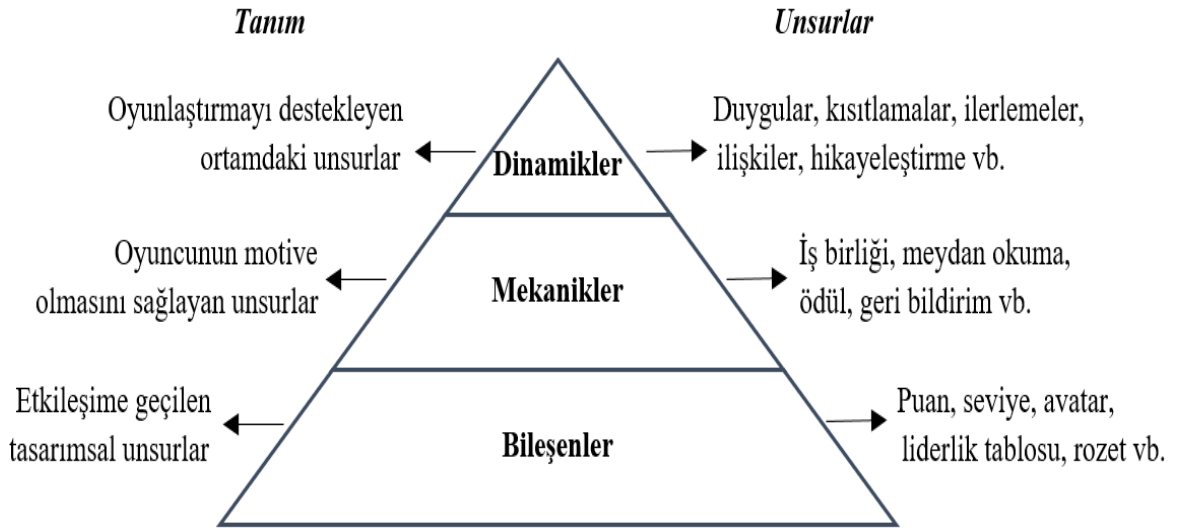 Tanım
Unsurlar
Oyunlaştırmayı destekleyen
ortamdaki unsurlar
Dinamikler
Duygular, kısıtlamalar, ilerlemeler,
ilişkiler, hikayeleştirme vb.
Oyuncunun motive
olmasını sağlayan unsurlar
Mekanikler
İş birliği, meydan okuma,
ödül, geri bildirim vb.
Etkileşime geçilen
tasarımsal unsurlar
Bileşenler
Puan, seviye, avatar,
liderlik tablosu, rozet vb.